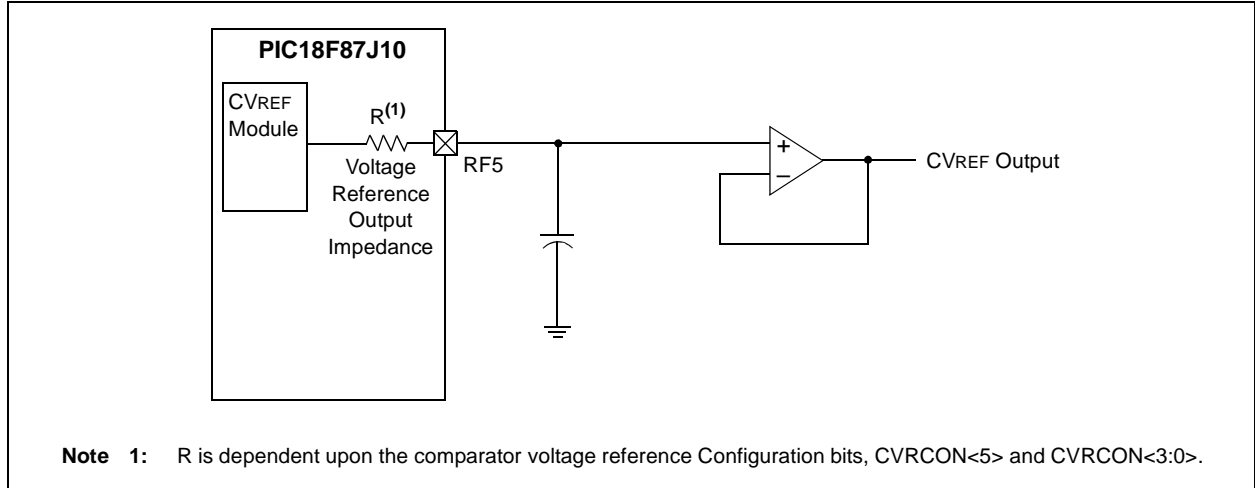 PIC18F87J10
CVREF
Module
R(1)
Voltage
Reference
Output
Impedance
RF5
+
–
CVREF Output
Note 1: R is dependent upon the comparator voltage reference Configuration bits, CVRCON<5> and CVRCON<3:0>.